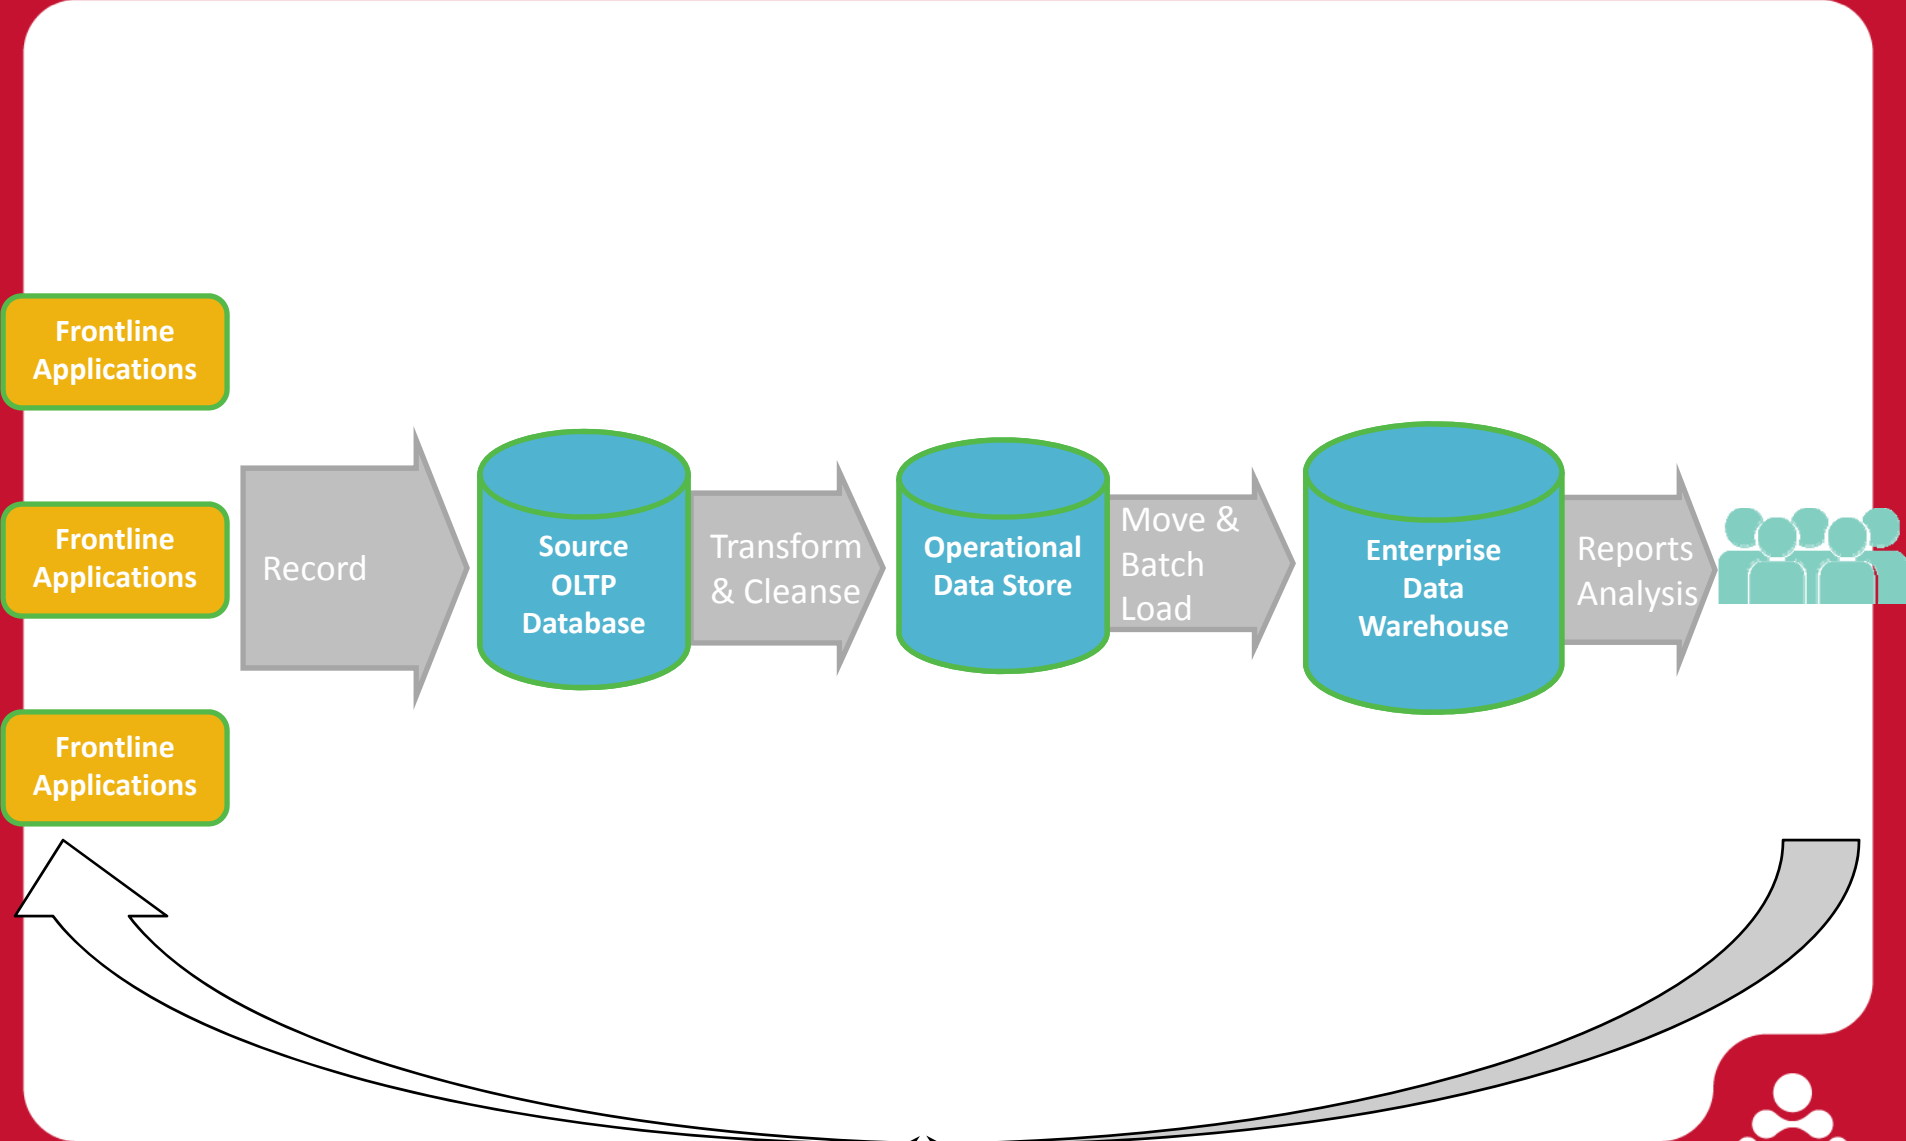 Frontline
Applications
Frontline
Applications
Frontline
Applications
Record
Source
OLTP
Database
Transform
& Cleanse
Operational
Data Store
Move &
Batch
Load
Enterprise
Data
Warehouse
Reports
Analysis